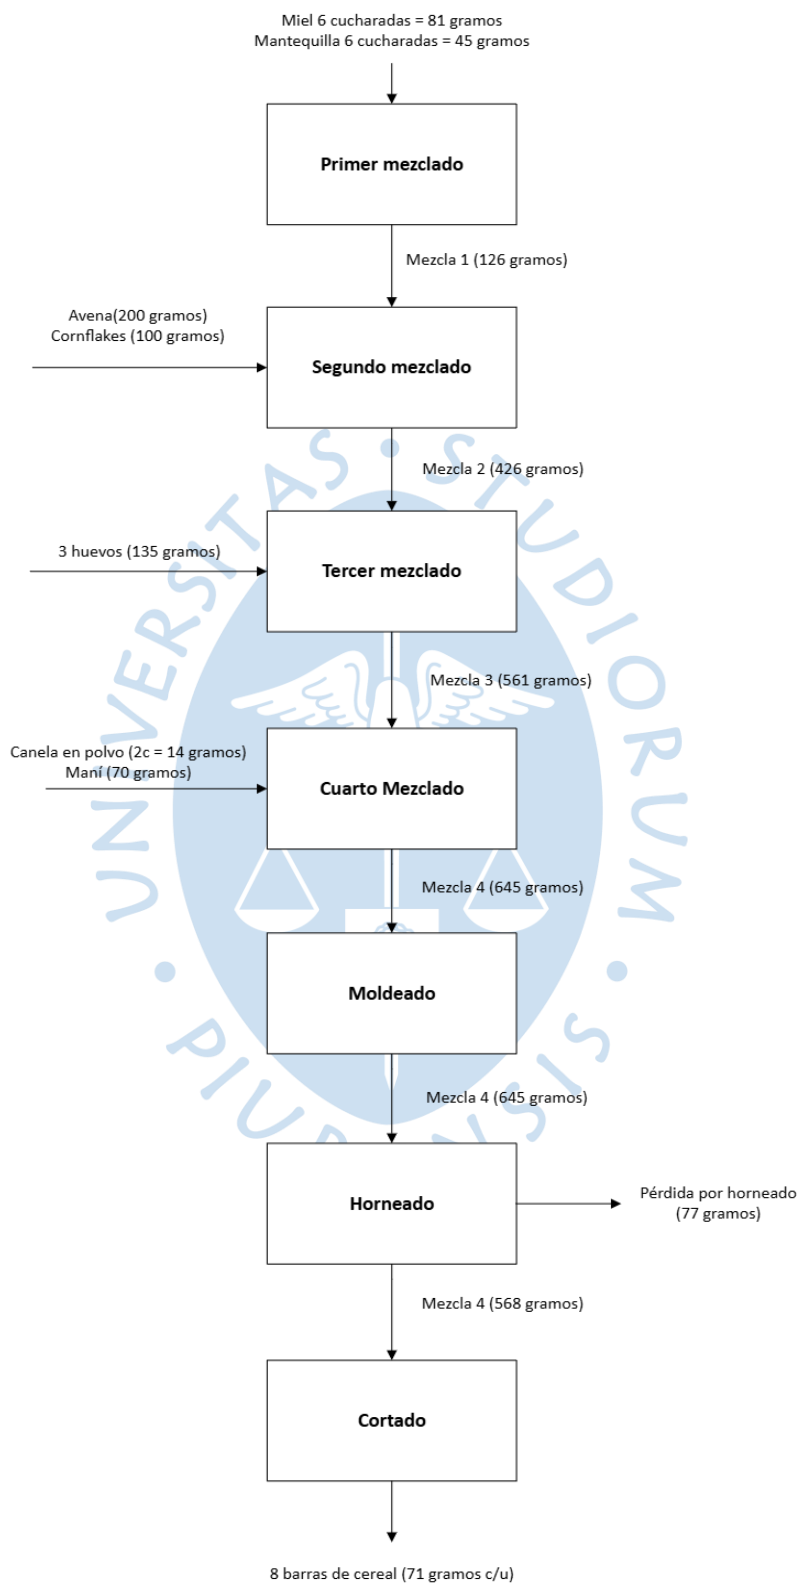 Miel 6 cucharadas = 81 gramos
Mantequilla 6 cucharadas = 45 gramos
Primer mezclado
Mezcla 1 (126 gramos)
Avena(200 gramos)
Cornflakes (100 gramos)
Segundo mezclado
Mezcla 2 (426 gramos)
3 huevos (135 gramos)
Tercer mezclado
Mezcla 3 (561 gramos)
Canela en polvo (2c = 14 gramos)
Maní (70 gramos)
Cuarto Mezclado
Mezcla 4 (645 gramos)
Moldeado
Mezcla 4 (645 gramos)
Horneado
Pérdida por horneado
(77 gramos)
Mezcla 4 (568 gramos)
Cortado
8 barras de cereal (71 gramos c/u)
UNIVERSITAS · STUDIORUM · PIURENSIS ·